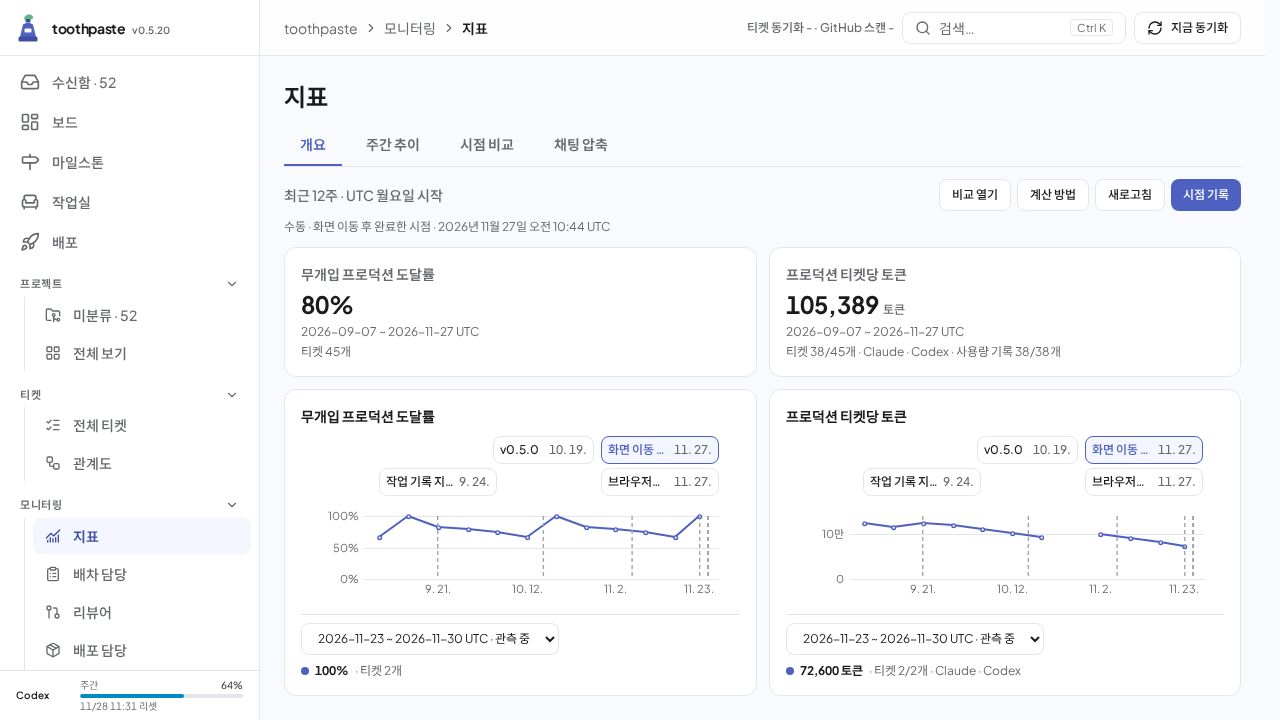 toothpaste v0.5.20
toothpaste > 모니터링 > 지표
티켓 동기화 - · GitHub 스캔 -
검색...
Ctrl K
지금 동기화
수신함 · 52
보드
마일스톤
작업실
배포
프로젝트
미분류 · 52
전체 보기
티켓
전체 티켓
관계도
모니터링
지표
배차 담당
리뷰어
배포 담당
Codex
주간 64%
11/28 11:31 리셋
지표
개요 주간 추이 시점 비교 채팅 압축
최근 12주 · UTC 월요일 시작
비교 열기 계산 방법 새로고침 시점 기록
수동 · 화면 이동 후 완료한 시점 · 2026년 11월 27일 오전 10:44 UTC
무개입 프로덕션 도달률
80%
2026-09-07 ~ 2026-11-27 UTC
티켓 45개
프로덕션 티켓당 토큰
105,389 토큰
2026-09-07 ~ 2026-11-27 UTC
티켓 38/45개 · Claude · Codex · 사용량 기록 38/38개
무개입 프로덕션 도달률
v0.5.0 10. 19. 화면 이동 ... 11. 27.
작업 기록 지... 9. 24. 브라우저... 11. 27.
100%
50%
0%
9. 21. 10. 12. 11. 2. 11. 23.
2026-11-23 ~ 2026-11-30 UTC · 관측 중
100% · 티켓 2개
프로덕션 티켓당 토큰
v0.5.0 10. 19. 화면 이동 ... 11. 27.
작업 기록 지... 9. 24. 브라우저... 11. 27.
10만
0
9. 21. 10. 12. 11. 2. 11. 23.
2026-11-23 ~ 2026-11-30 UTC · 관측 중
72,600 토큰 · 티켓 2/2개 · Claude · Codex